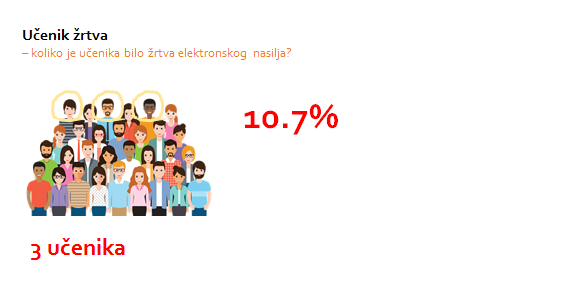 Učenik žrtva
– koliko je učenika bilo žrtva elektronskog nasilja?
10.7%
3 učenika